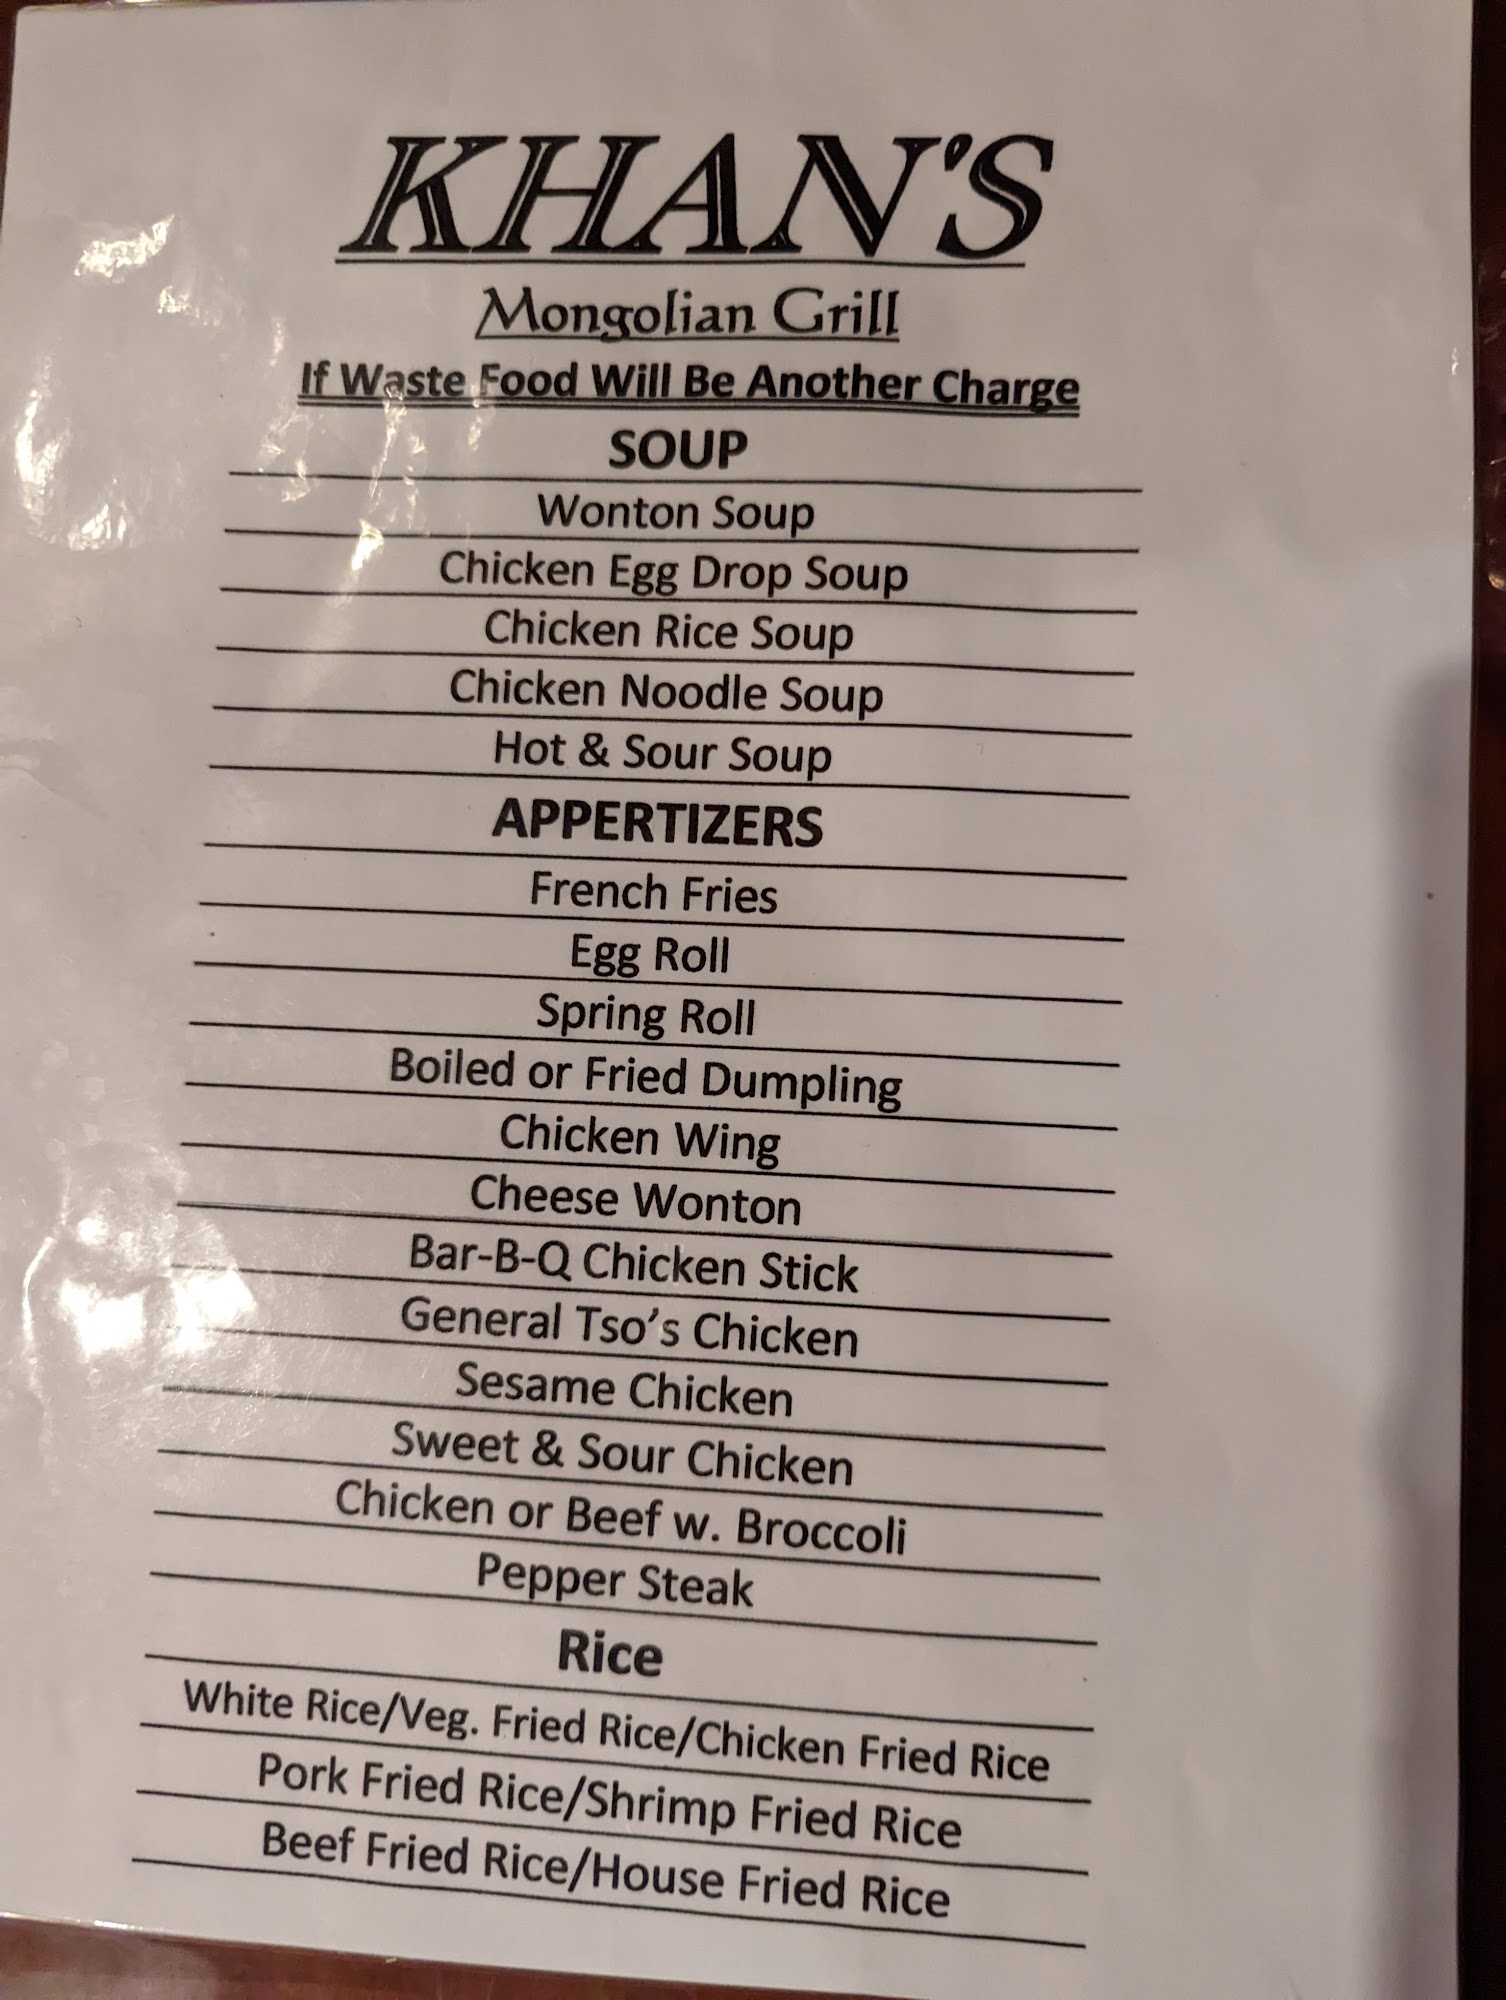 KHAN'S
Mongolian Grill
If Waste Food Will Be Another Charge
SOUP
Wonton Soup
Chicken Egg Drop Soup
Chicken Rice Soup
Chicken Noodle Soup
Hot & Sour Soup
APPERTIZERS
French Fries
Egg Roll
Spring Roll
Boiled or Fried Dumpling
Chicken Wing
Cheese Wonton
Bar-B-Q Chicken Stick
General Tso's Chicken
Sesame Chicken
Sweet & Sour Chicken
Chicken or Beef w. Broccoli
Pepper Steak
Rice
White Rice/Veg. Fried Rice/Chicken Fried Rice
Pork Fried Rice/Shrimp Fried Rice
Beef Fried Rice/House Fried Rice